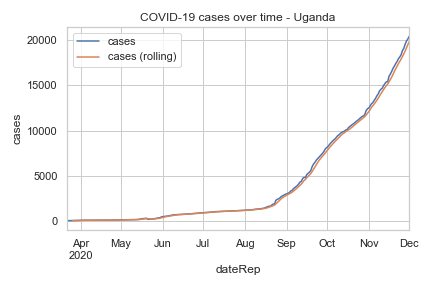 COVID-19 cases over time - Uganda
cases
cases (rolling)
20000
15000
10000
5000
0
cases
Apr May Jun Jul Aug Sep Oct Nov Dec
2020
dateRep